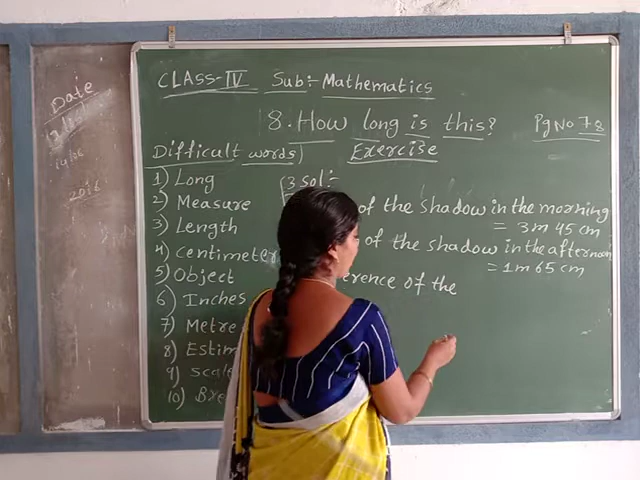 Date
2016
CLASS-IV Sub:- Mathematics
8. How long is this? Pg No 78
Difficult words Exercise
1) Long
2) Measure
3) Length
4) centimeter
5) Object
6) Inches
7) Metre
8) Estim
9) scale
10)
3 Sol:-
of the shadow in the morning
= 3m 45 cm
of the shadow in the afternoon
= 1m 65 cm
erence of the